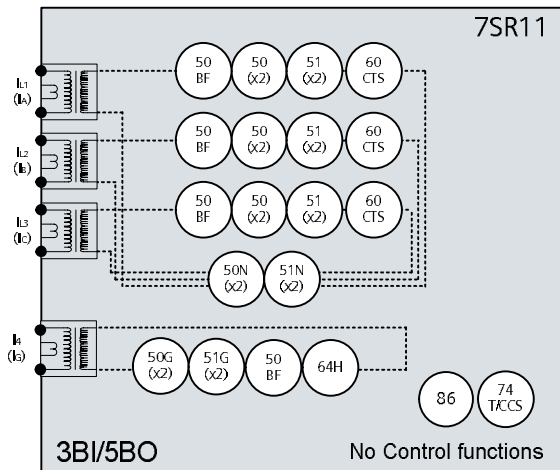 7SR11
IL1
(IA)
50
BF
50
(x2)
51
(x2)
60
CTS
IL2
(IB)
50
BF
50
(x2)
51
(x2)
60
CTS
IL3
(IC)
50
BF
50
(x2)
51
(x2)
60
CTS
50N
(x2)
51N
(x2)
I4
(IG)
50G
(x2)
51G
(x2)
50
BF
64H
86
74
T/CCS
3BI/5BO
No Control functions